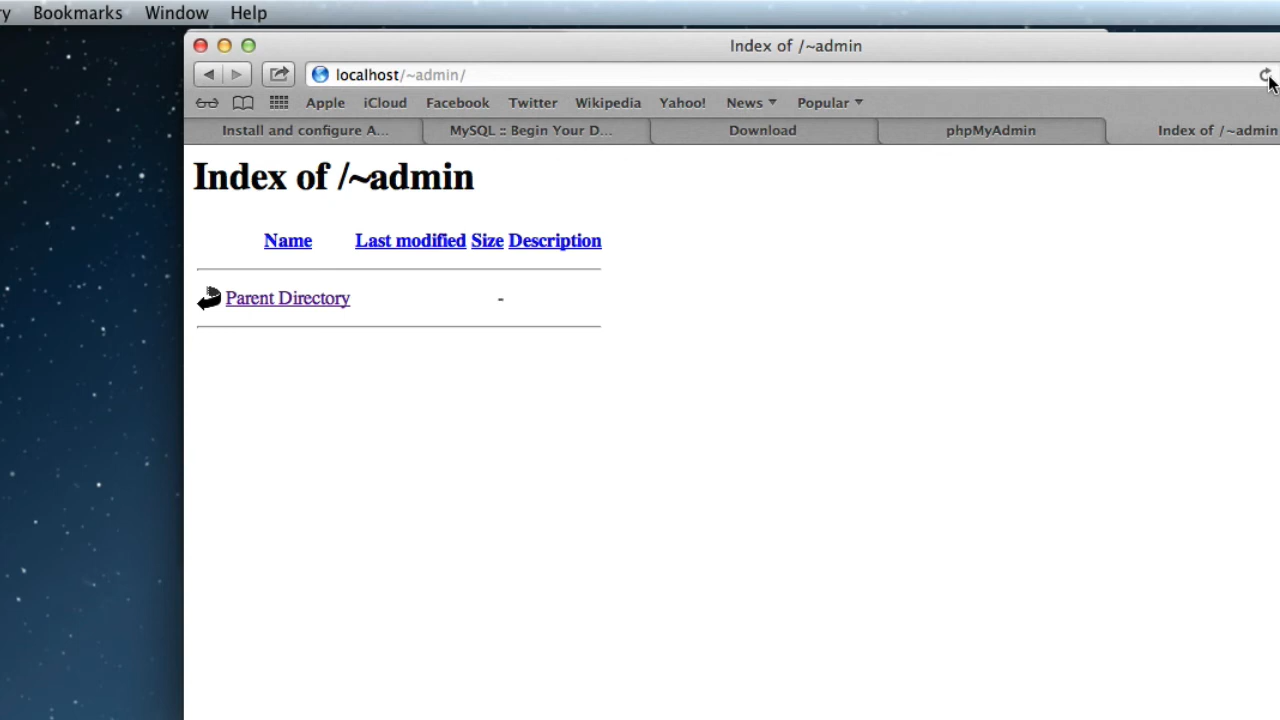 Bookmarks Window Help
Index of /~admin
localhost/~admin/
Apple iCloud Facebook Twitter Wikipedia Yahoo! News Popular
Install and configure A... MySQL :: Begin Your D... Download phpMyAdmin Index of /~admin
Index of /~admin
Name Last modified Size Description
Parent Directory -